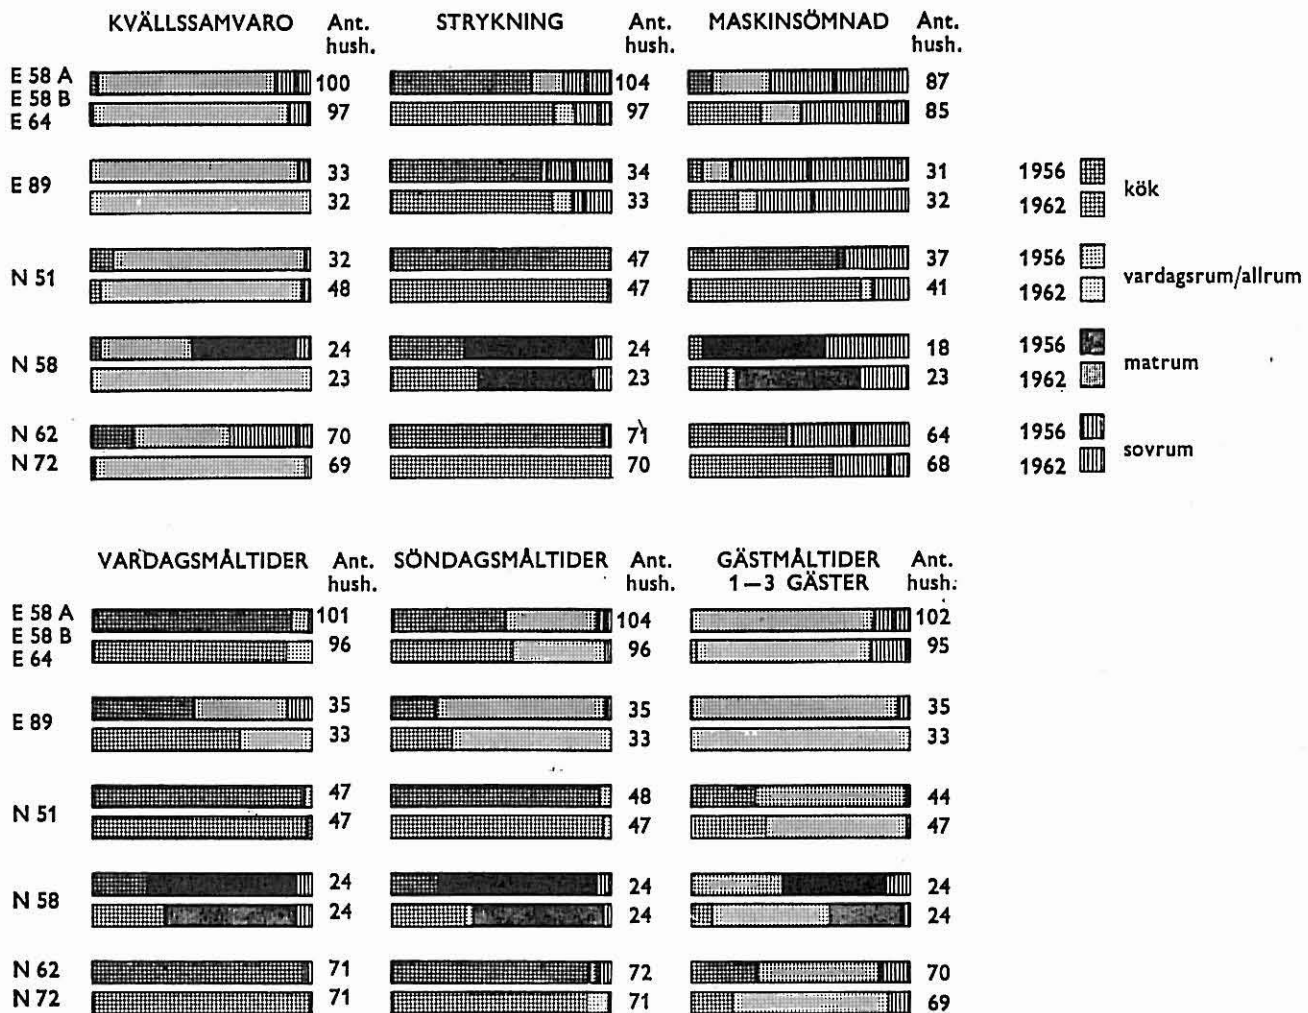 KVÄLLSSAMVARO Ant. hush. STRYKNING Ant. hush. MASKINSÖMNAD Ant. hush.
E 58 A 100 104 87
E 58 B
E 64 97 97 85
E 89 33 34 31
32 33 32
N 51 32 47 37
48 47 41
N 58 24 24 18
23 23 23
N 62 70 71 64
N 72 69 70 68
1956
1962 kök
1956
1962 vardagsrum/allrum
1956
1962 matrum
1956
1962 sovrum
VARDAGSMÅLTIDER Ant. hush. SÖNDAGSMÅLTIDER Ant. hush. GÄSTMÅLTIDER 1—3 GÄSTER Ant. hush.
E 58 A 101 104 102
E 58 B
E 64 96 96 95
E 89 35 35 35
33 33 33
N 51 47 48 44
47 47 47
N 58 24 24 24
24 24 24
N 62 71 72 70
N 72 71 71 69